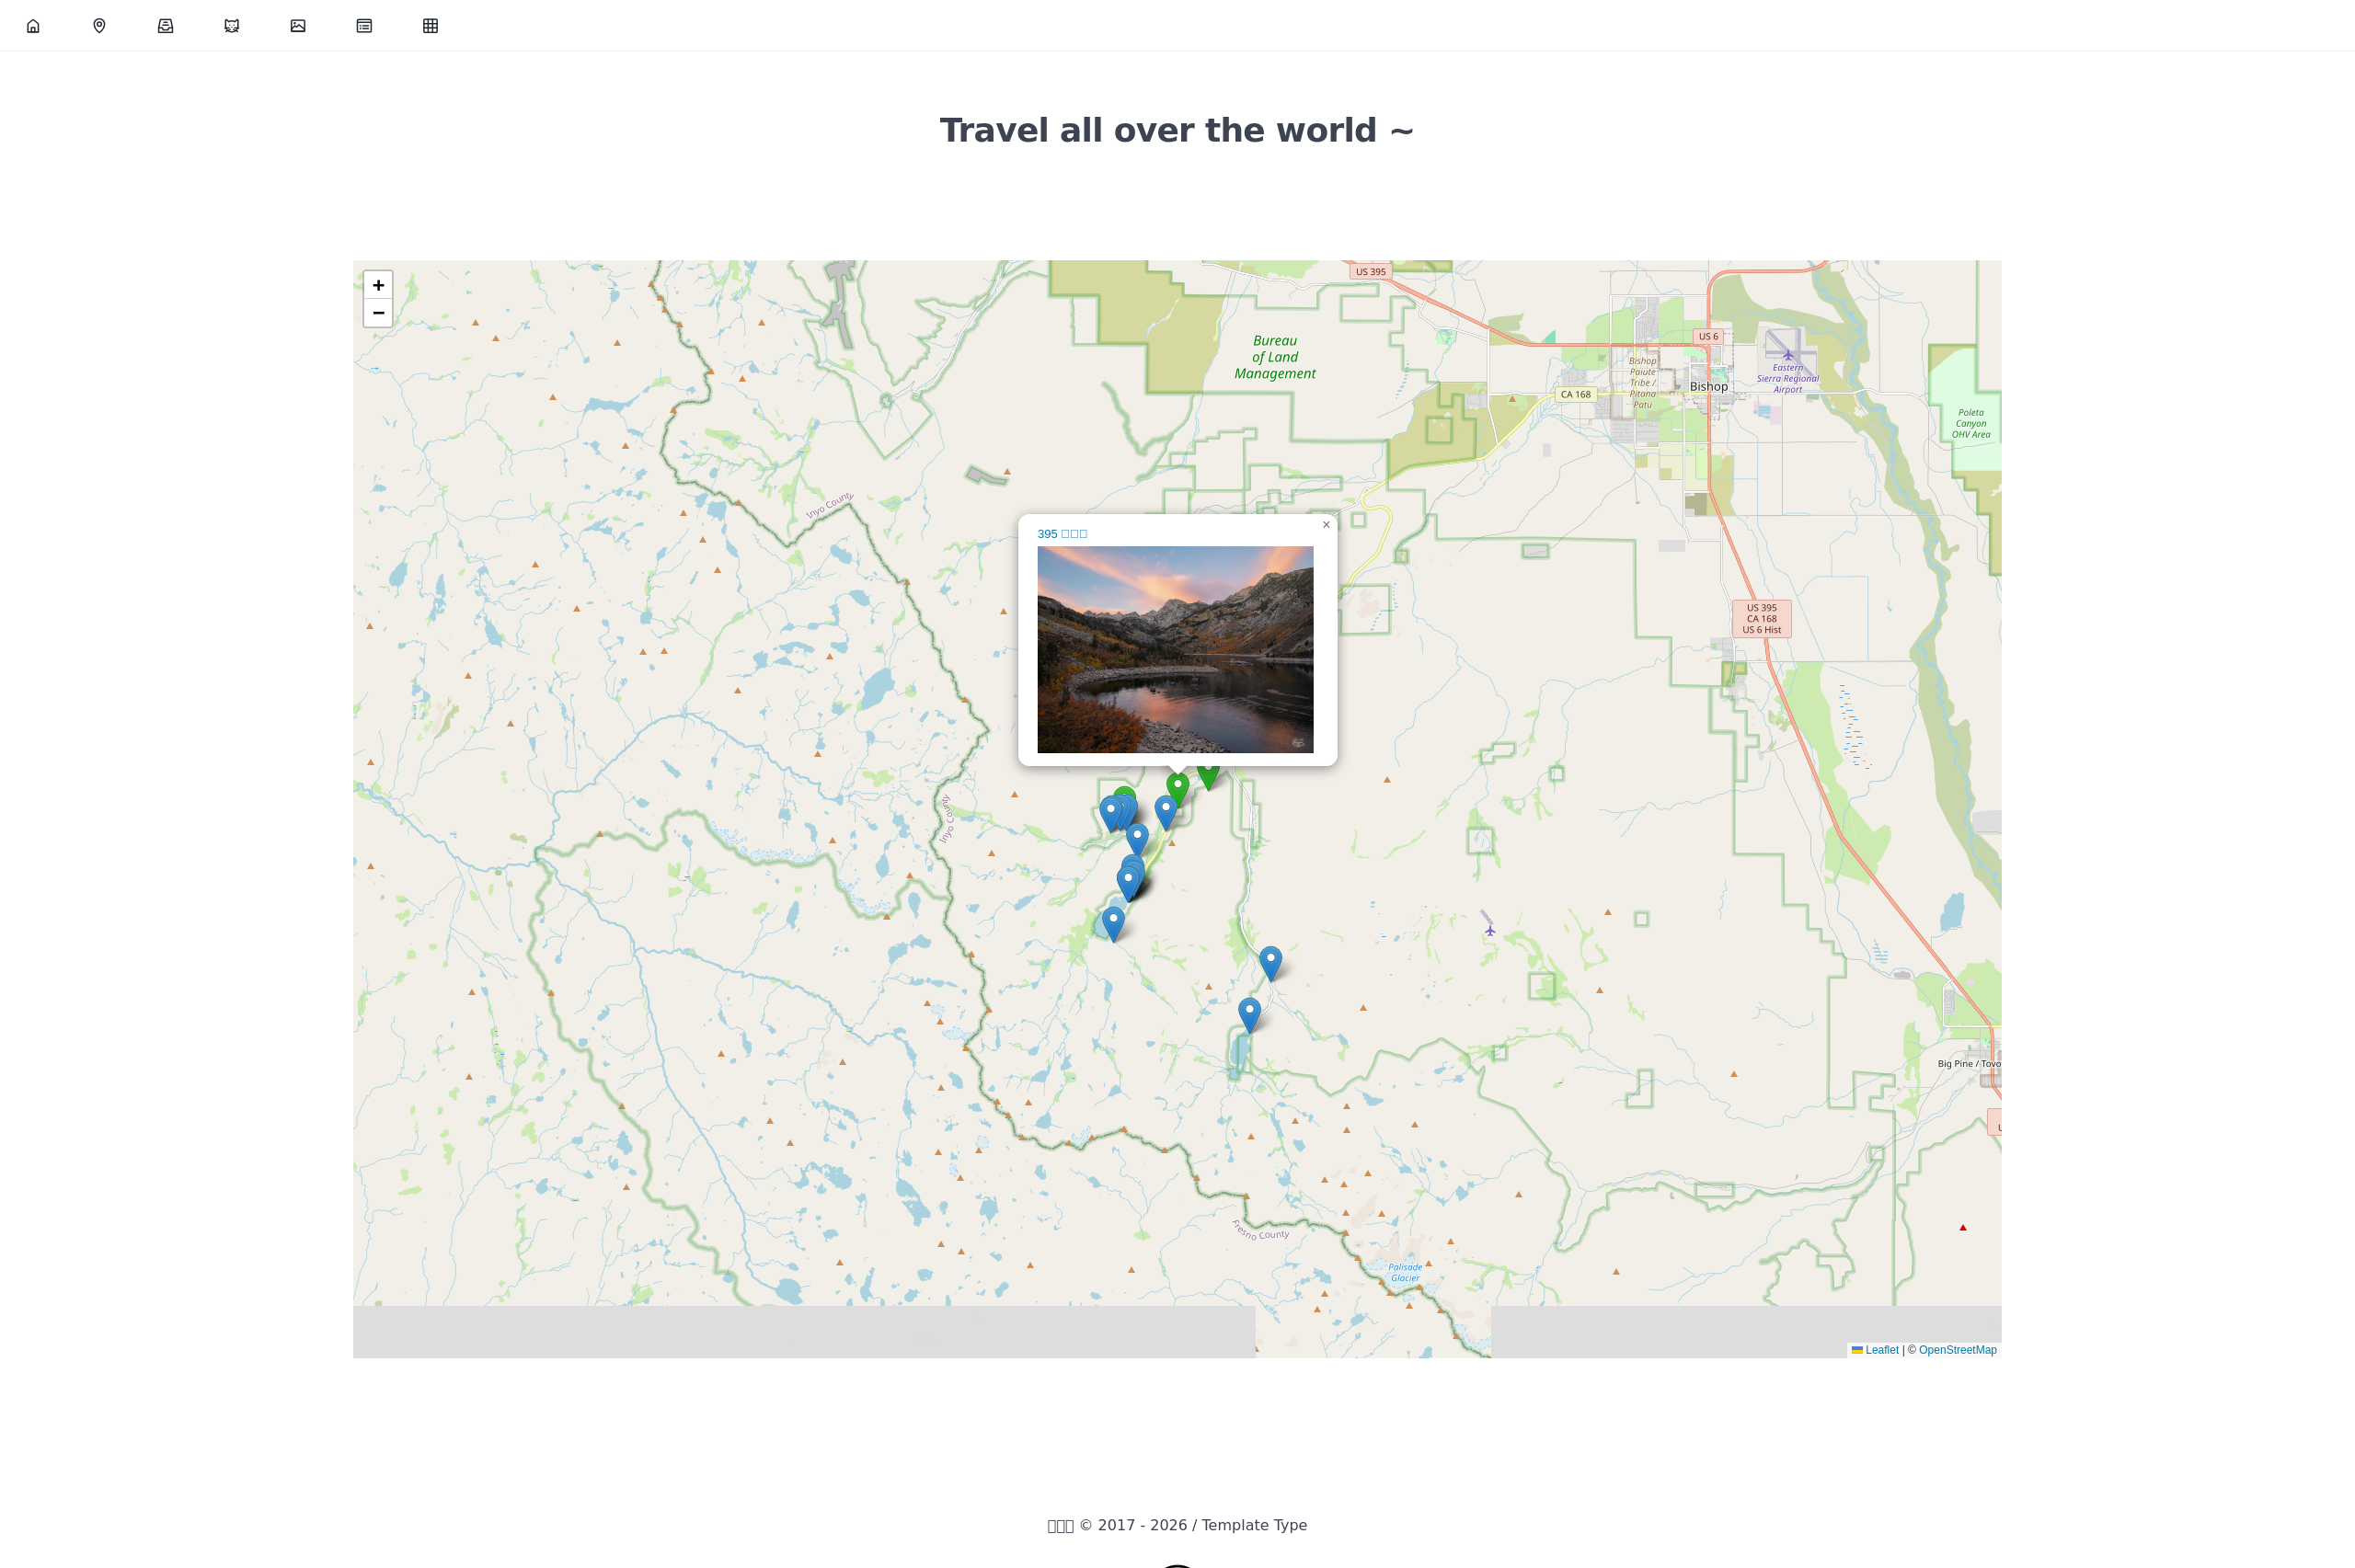 Travel all over the world ~
+
−
US 395
Bureau
of Land
Management
US 6
Bishop
Paiute
Tribe /
Pitana
Patu
Bishop
Eastern
Sierra Regional
Airport
CA 168
Poleta
Canyon
OHV Area
Inyo County
395
×
US 395
CA 168
US 6 Hist
Inyo County
Big Pine / Tovo
U
Fresno County
Palisade
Glacier
Leaflet | © OpenStreetMap
© 2017 - 2026 / Template Type